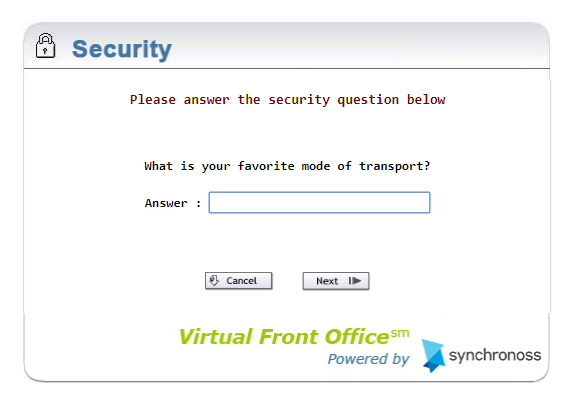 Security
Please answer the security question below
What is your favorite mode of transport?
Answer :
Cancel Next
Virtual Front Office℠
Powered by synchronoss